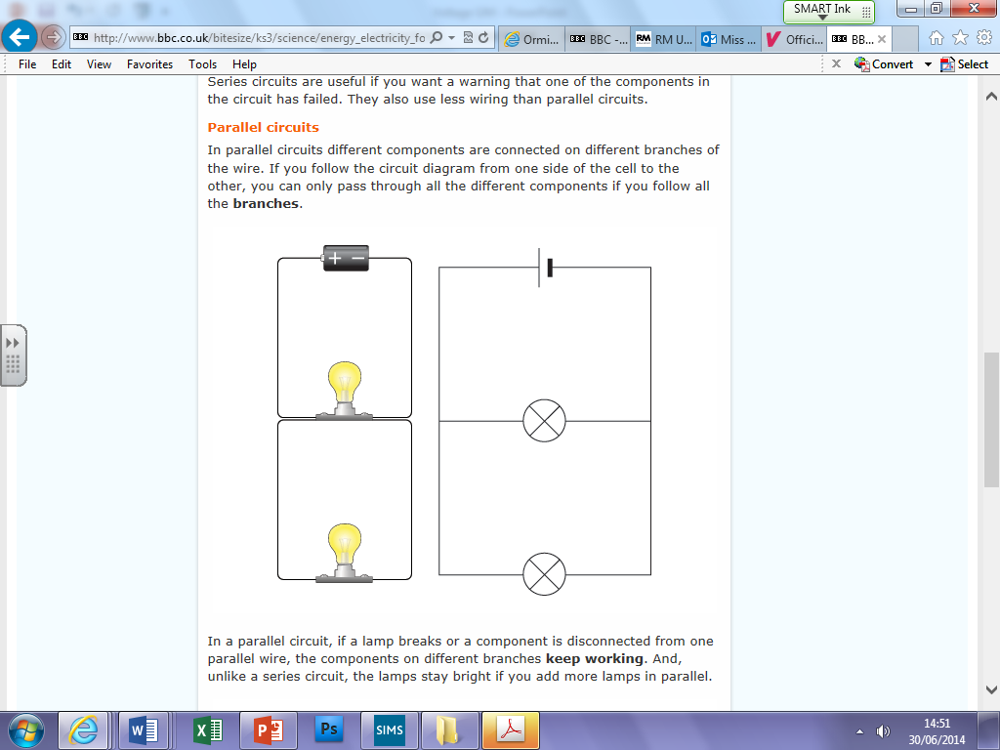 SMART Ink
http://www.bbc.co.uk/bitesize/ks3/science/energy_electricity_fo
Ormi...
BBC BBC -...
RM RM U...
Miss ...
Offici...
BBC BB...
File Edit View Favorites Tools Help
Convert Select
Series circuits are useful if you want a warning that one of the components in
the circuit has failed. They also use less wiring than parallel circuits.
Parallel circuits
In parallel circuits different components are connected on different branches of
the wire. If you follow the circuit diagram from one side of the cell to the
other, you can only pass through all the different components if you follow all
the branches.
+ −
In a parallel circuit, if a lamp breaks or a component is disconnected from one
parallel wire, the components on different branches keep working. And,
unlike a series circuit, the lamps stay bright if you add more lamps in parallel.
Ps
SIMS
14:51
30/06/2014